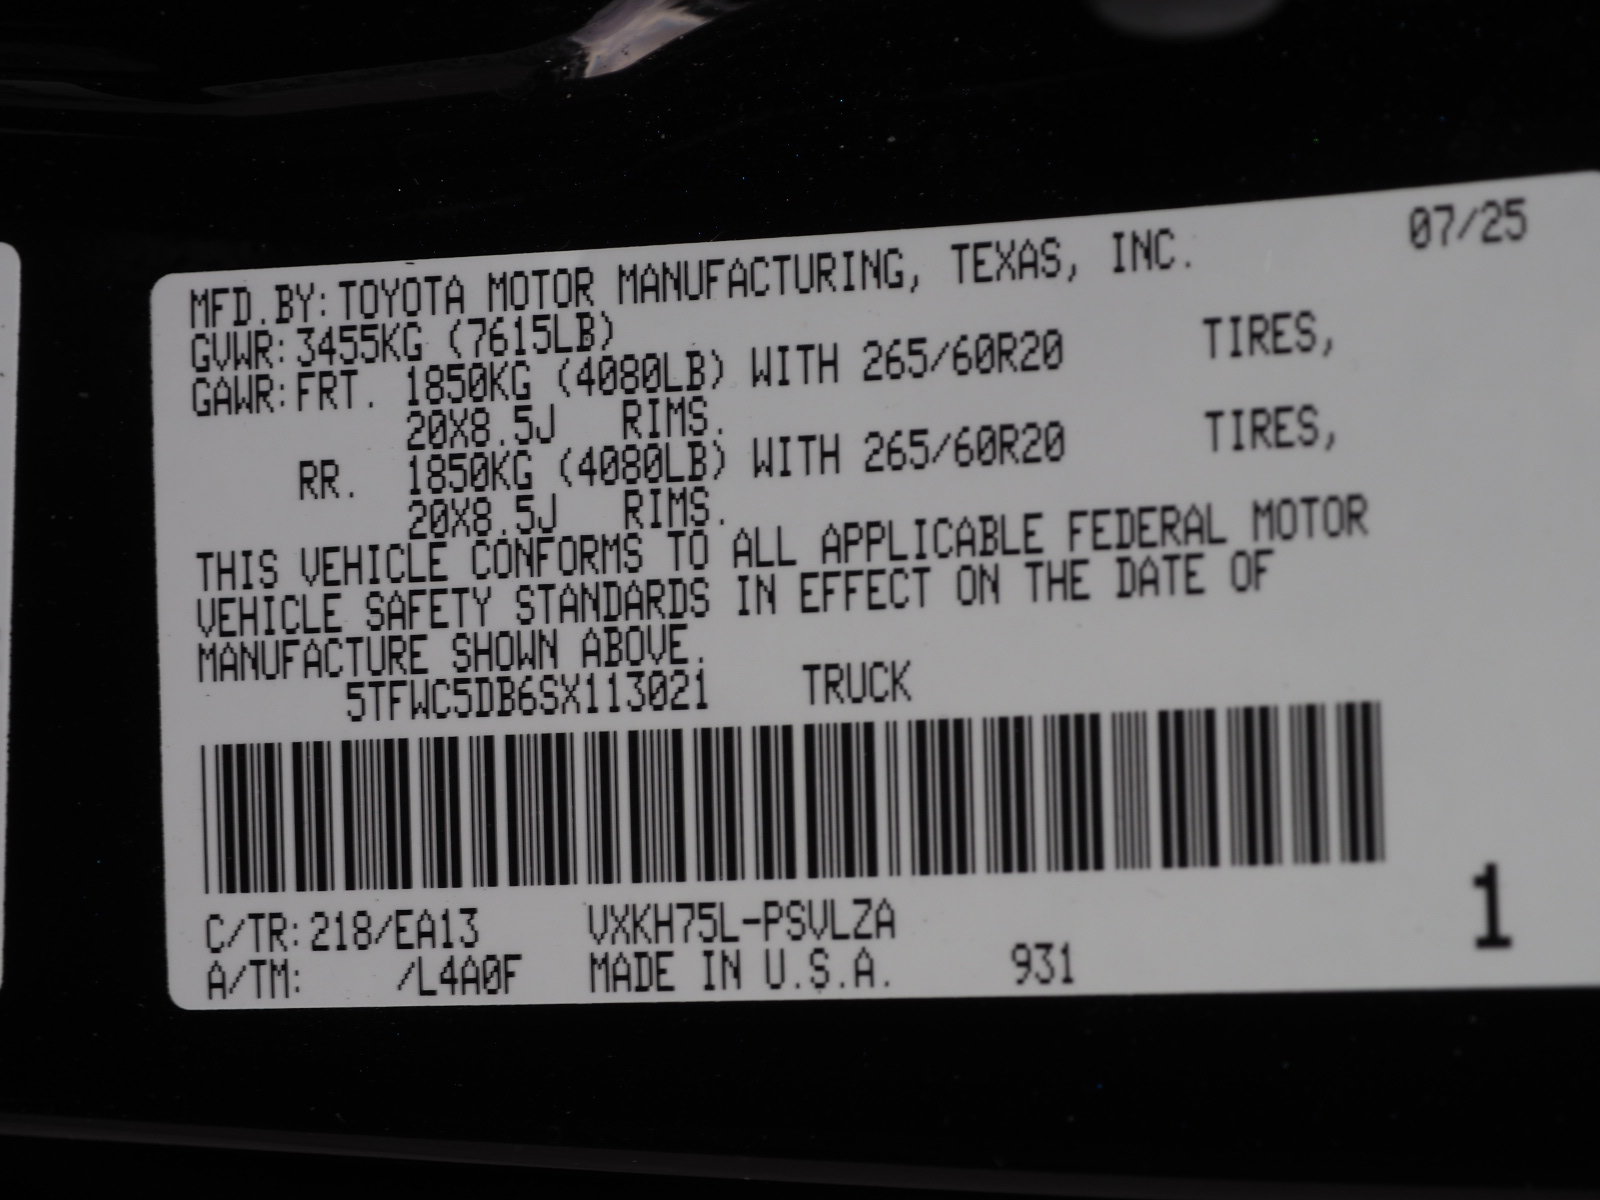 MFD.BY:TOYOTA MOTOR MANUFACTURING, TEXAS, INC. 07/25
GVWR:3455KG (7615LB)
GAWR:FRT. 1850KG (4080LB) WITH 265/60R20 TIRES,
20X8.5J RIMS.
RR. 1850KG (4080LB) WITH 265/60R20 TIRES,
20X8.5J RIMS.
THIS VEHICLE CONFORMS TO ALL APPLICABLE FEDERAL MOTOR
VEHICLE SAFETY STANDARDS IN EFFECT ON THE DATE OF
MANUFACTURE SHOWN ABOVE.
5TFWC5DB6SX113021 TRUCK
C/TR:218/EA13 VXKH75L-PSVLZA
A/TM: /L4A0F MADE IN U.S.A. 931
1